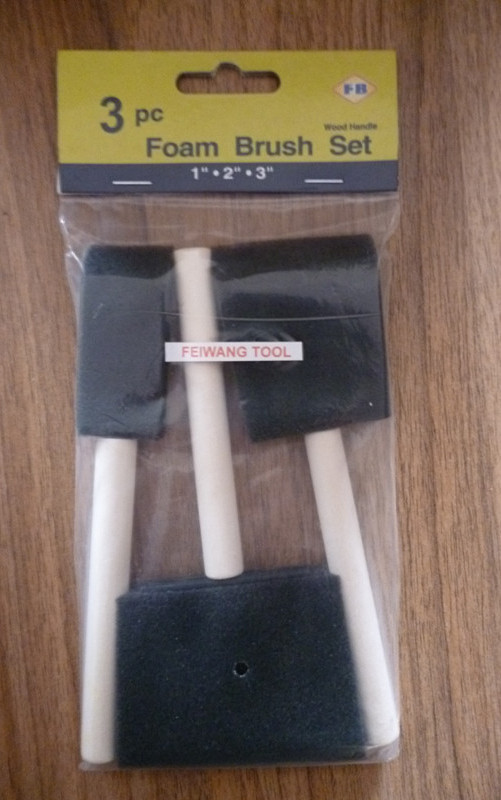 FB
3 pc
Wood Handle
Foam Brush Set
1" • 2" • 3"
FEIWANG TOOL